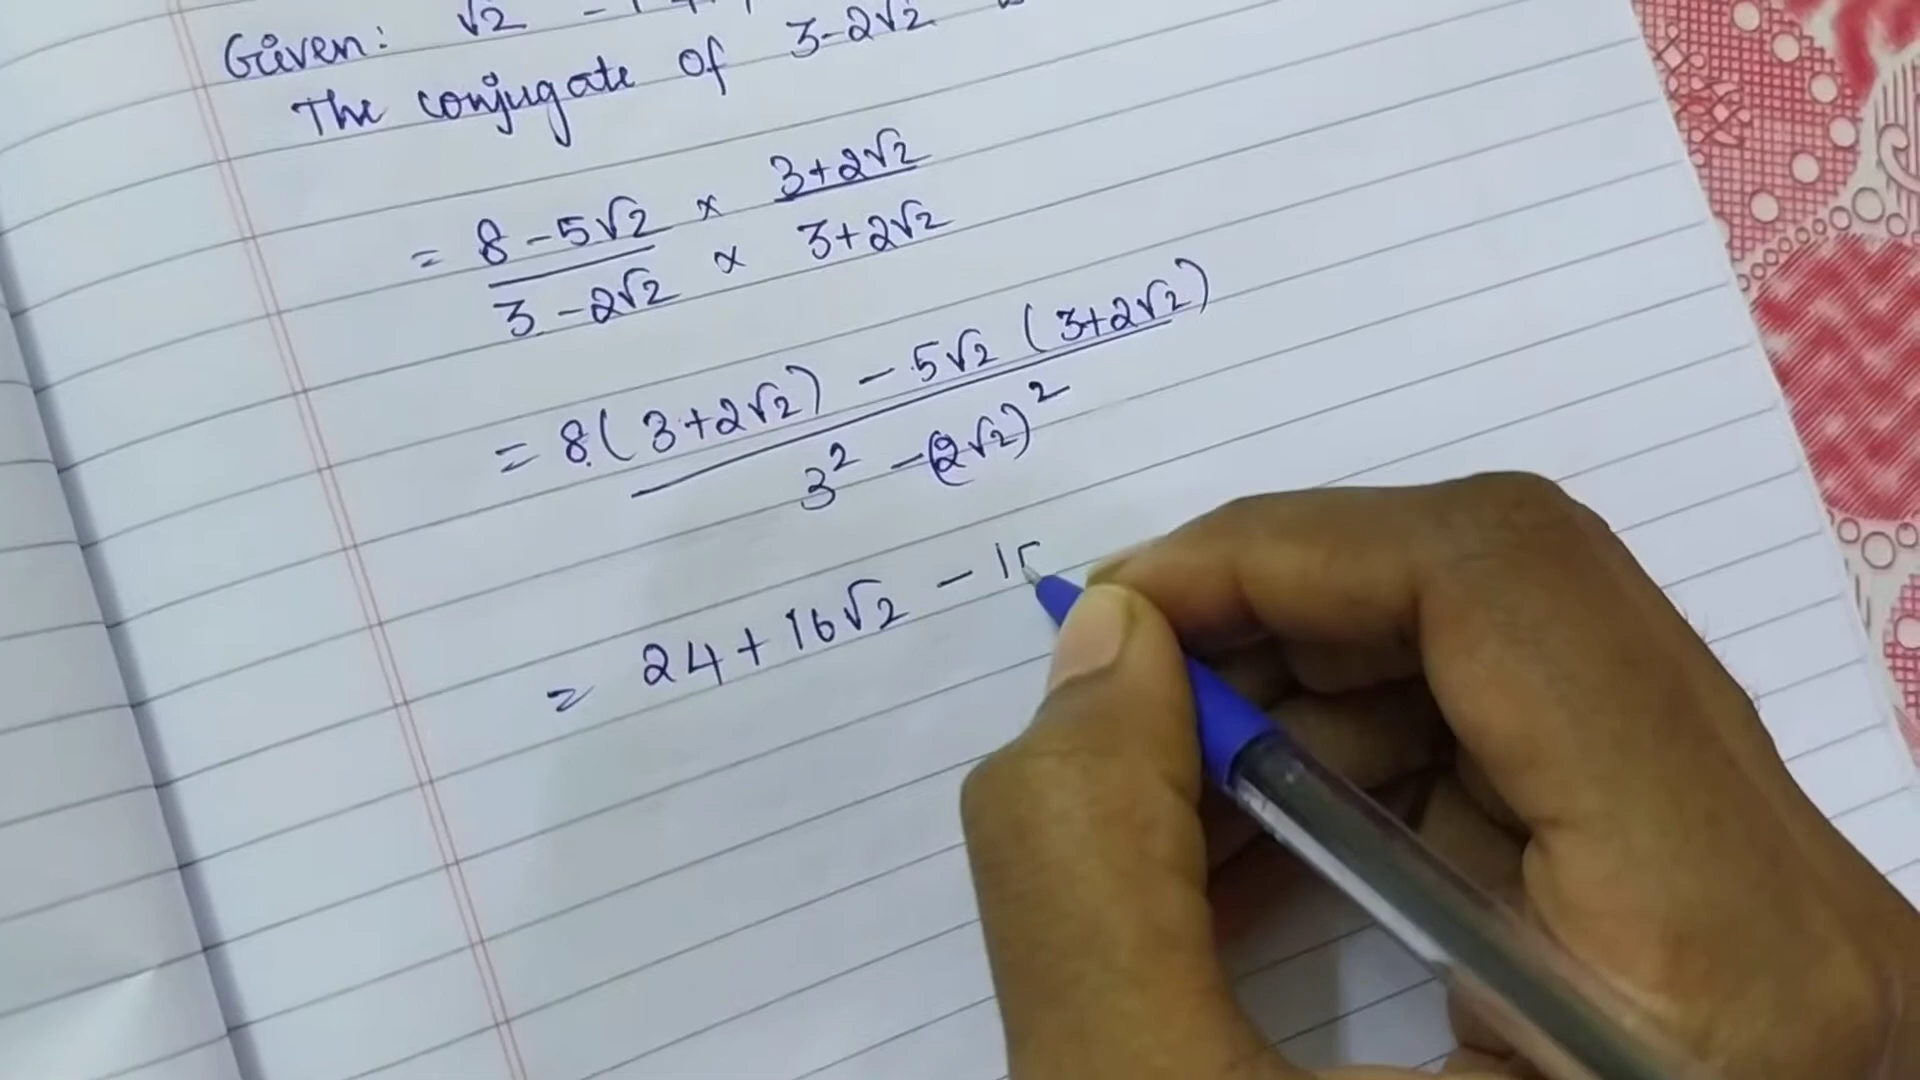 Given: √2
The conjugate of 3-2√2
= 8-5√2 × 3+2√2
3-2√2 × 3+2√2
= 8(3+2√2) - 5√2 (3+2√2)
3² - (2√2)²
= 24 + 16√2 - 15